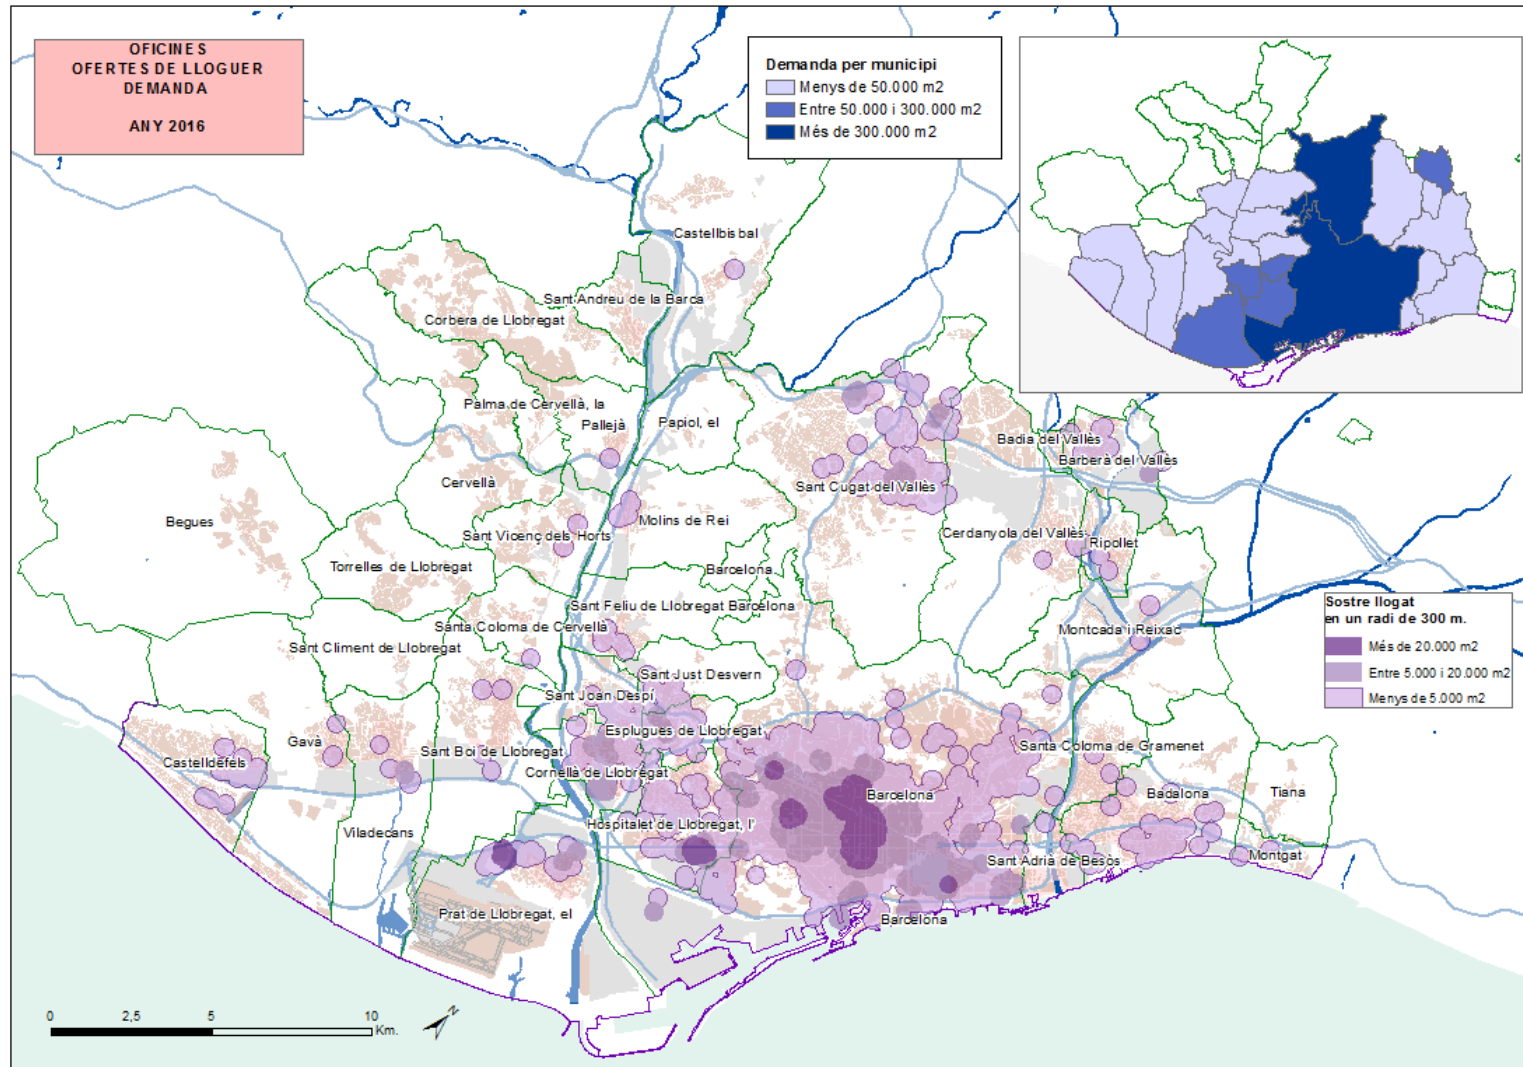 OFICINES
OFERTES DE LLOGUER
DEMANDA
ANY 2016
Demanda per municipi
Menys de 50.000 m2
Entre 50.000 i 300.000 m2
Més de 300.000 m2
Castellbisbal
Sant Andreu de la Barca
Corbera de Llobregat
Palma de Cervellà, la
Pallejà
Papiol, el
Badia del Vallès
Barberà del Vallès
Cervellà
Sant Cugat del Vallès
Begues
Molins de Rei
Sant Vicenç dels Horts
Cerdanyola del Vallès
Ripollet
Torrelles de Llobregat
Barcelona
Sant Feliu de Llobregat
Barcelona
Santa Coloma de Cervelló
Montcada i Reixac
Sant Climent de Llobregat
Sant Just Desvern
Sant Joan Despí
Esplugues de Llobregat
Gavà
Sant Boi de Llobregat
Santa Coloma de Gramenet
Castelldefels
Cornellà de Llobregat
Barcelona
Badalona
Tiana
Viladecans
Hospitalet de Llobregat, l'
Sant Adrià de Besòs
Montgat
Prat de Llobregat, el
Barcelona
Sostre llogat
en un radi de 300 m.
Més de 20.000 m2
Entre 5.000 i 20.000 m2
Menys de 5.000 m2
0 2,5 5 10
Km.
N